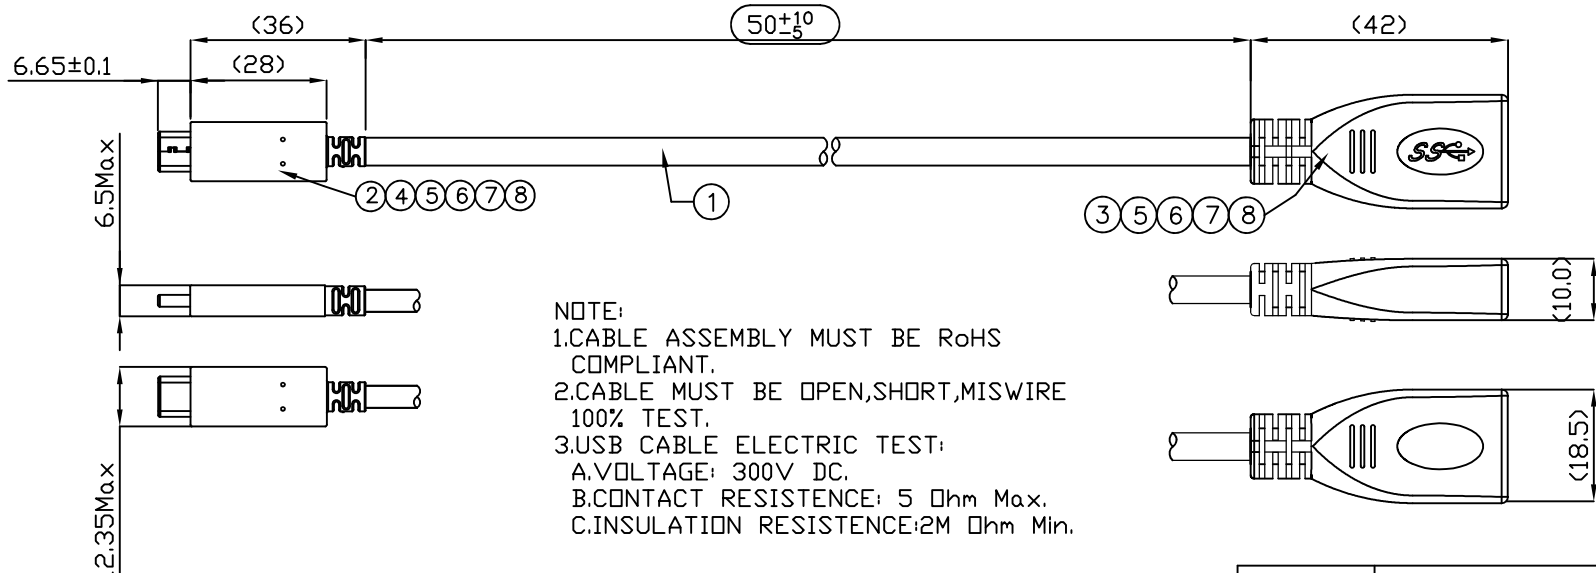 (36)
50+10-5
(42)
6.65±0.1
(28)
6.5Max
SS
2 4 5 6 7 8
1
3 5 6 7 8
(10.0)
NOTE:
1.CABLE ASSEMBLY MUST BE RoHS
COMPLIANT.
2.CABLE MUST BE OPEN,SHORT,MISWIRE
100% TEST.
3.USB CABLE ELECTRIC TEST:
A.VOLTAGE: 300V DC.
B.CONTACT RESISTENCE: 5 Ohm Max.
C.INSULATION RESISTENCE:2M Ohm Min.
(18.5)
2.35Max